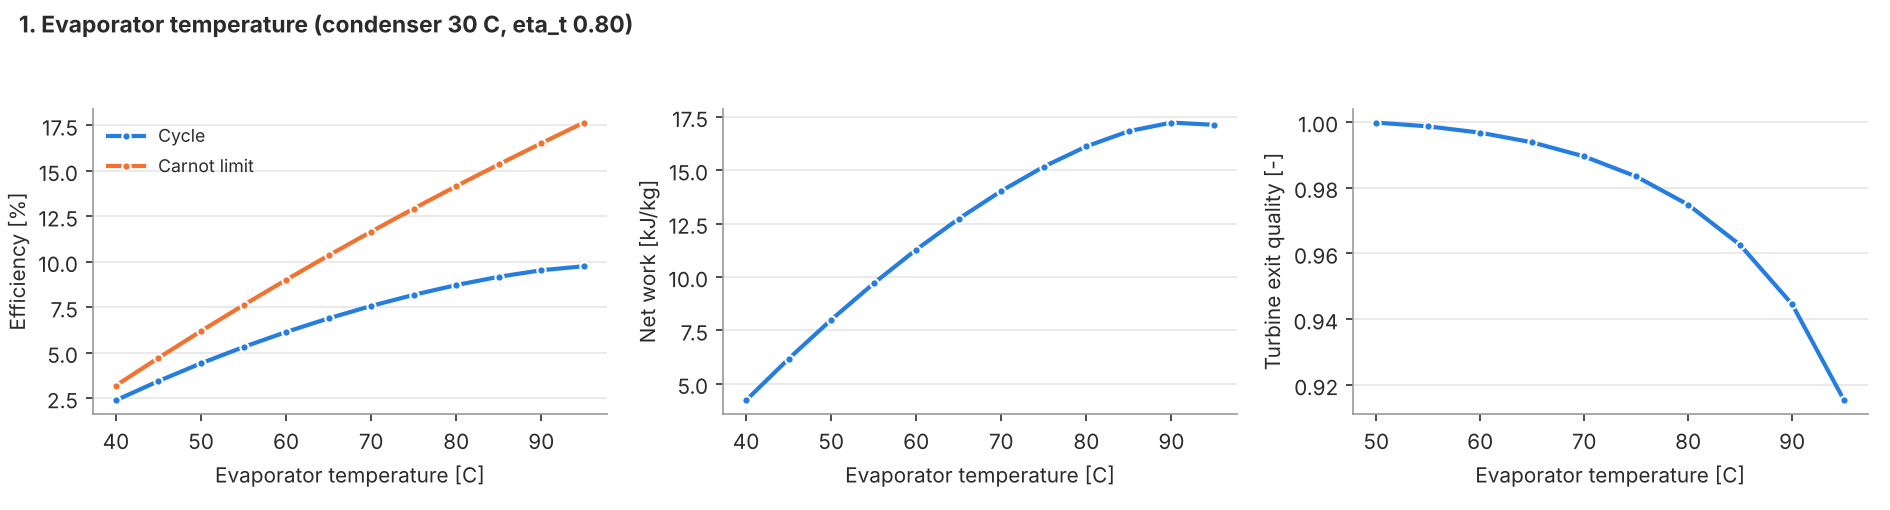 1. Evaporator temperature (condenser 30 C, eta_t 0.80)
Efficiency [%]
17.5
15.0
12.5
10.0
7.5
5.0
2.5
Cycle
Carnot limit
40 50 60 70 80 90
Evaporator temperature [C]
Net work [kJ/kg]
17.5
15.0
12.5
10.0
7.5
5.0
40 50 60 70 80 90
Evaporator temperature [C]
Turbine exit quality [-]
1.00
0.98
0.96
0.94
0.92
50 60 70 80 90
Evaporator temperature [C]